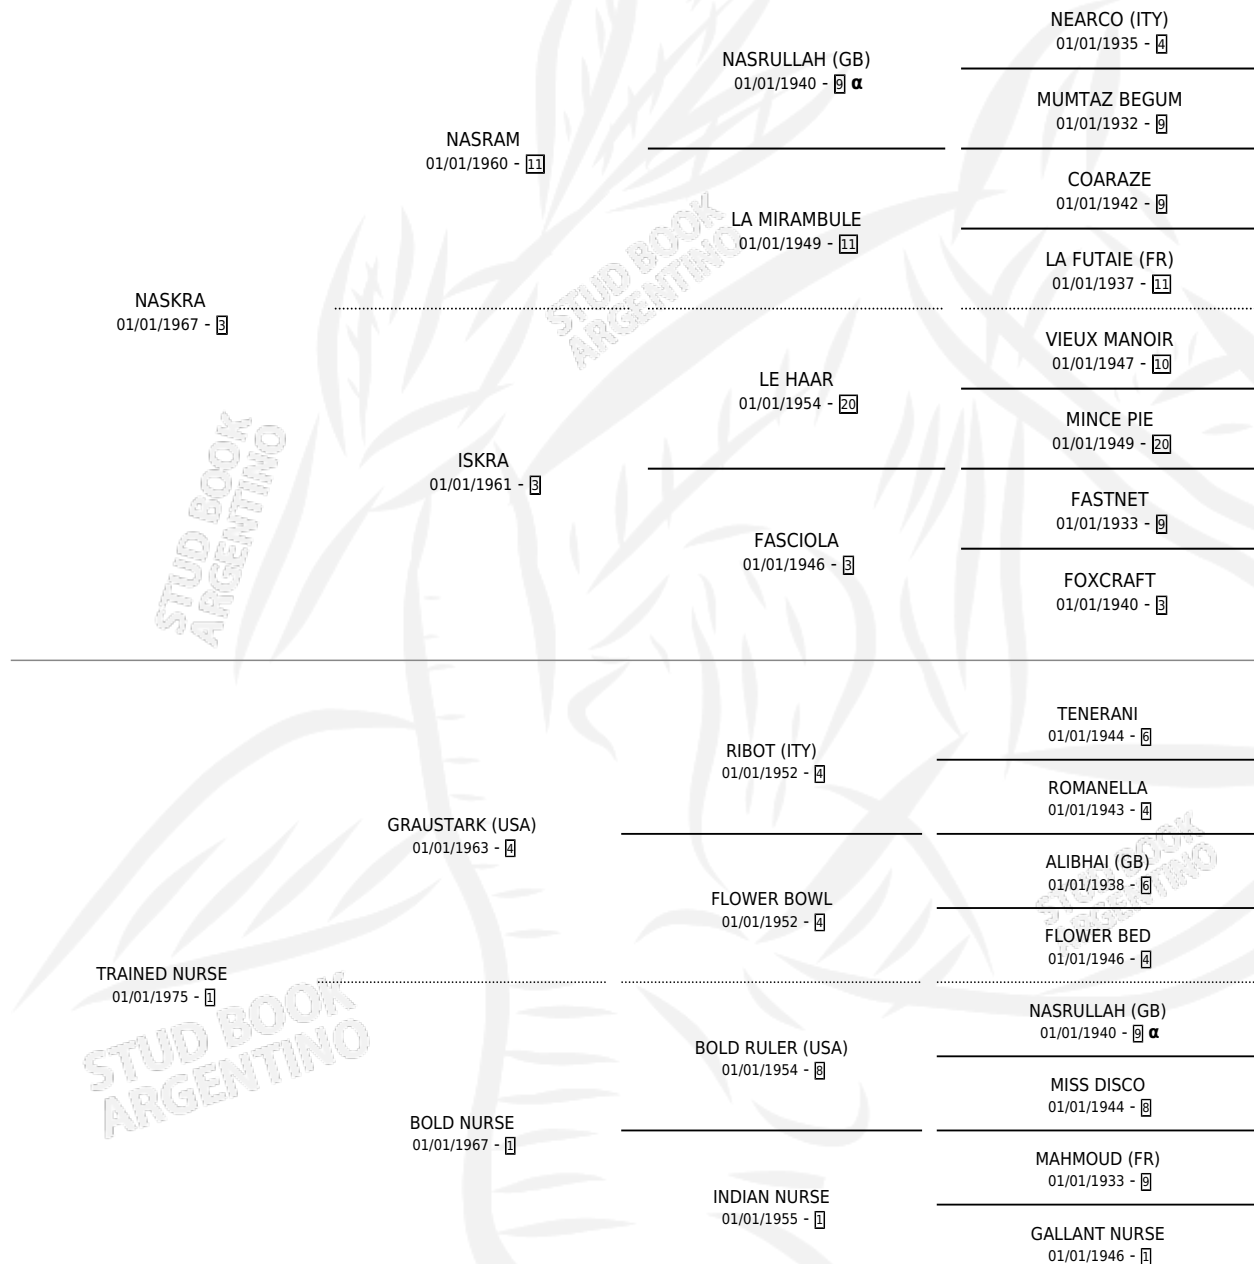 NEARCO (ITY)
01/01/1935 - 4
NASRULLAH (GB)
01/01/1940 - 9 α
MUMTAZ BEGUM
01/01/1932 - 9
NASRAM
01/01/1960 - 11
COARAZE
01/01/1942 - 9
LA MIRAMBULE
01/01/1949 - 11
LA FUTAIE (FR)
01/01/1937 - 11
NASKRA
01/01/1967 - 3
VIEUX MANOIR
01/01/1947 - 10
LE HAAR
01/01/1954 - 20
MINCE PIE
01/01/1949 - 20
ISKRA
01/01/1961 - 3
FASTNET
01/01/1933 - 9
FASCIOLA
01/01/1946 - 3
FOXCRAFT
01/01/1940 - 3
TENERANI
01/01/1944 - 6
RIBOT (ITY)
01/01/1952 - 4
ROMANELLA
01/01/1943 - 4
GRAUSTARK (USA)
01/01/1963 - 4
ALIBHAI (GB)
01/01/1938 - 6
FLOWER BOWL
01/01/1952 - 4
FLOWER BED
01/01/1946 - 4
TRAINED NURSE
01/01/1975 - 1
NASRULLAH (GB)
01/01/1940 - 9 α
BOLD RULER (USA)
01/01/1954 - 8
MISS DISCO
01/01/1944 - 8
BOLD NURSE
01/01/1967 - 1
MAHMOUD (FR)
01/01/1933 - 9
INDIAN NURSE
01/01/1955 - 1
GALLANT NURSE
01/01/1946 - 1
STUD BOOK
ARGENTINO
STUD BOOK
ARGENTINO
STUD BOOK
ARGENTINO
STUD BOOK
ARGENTINO